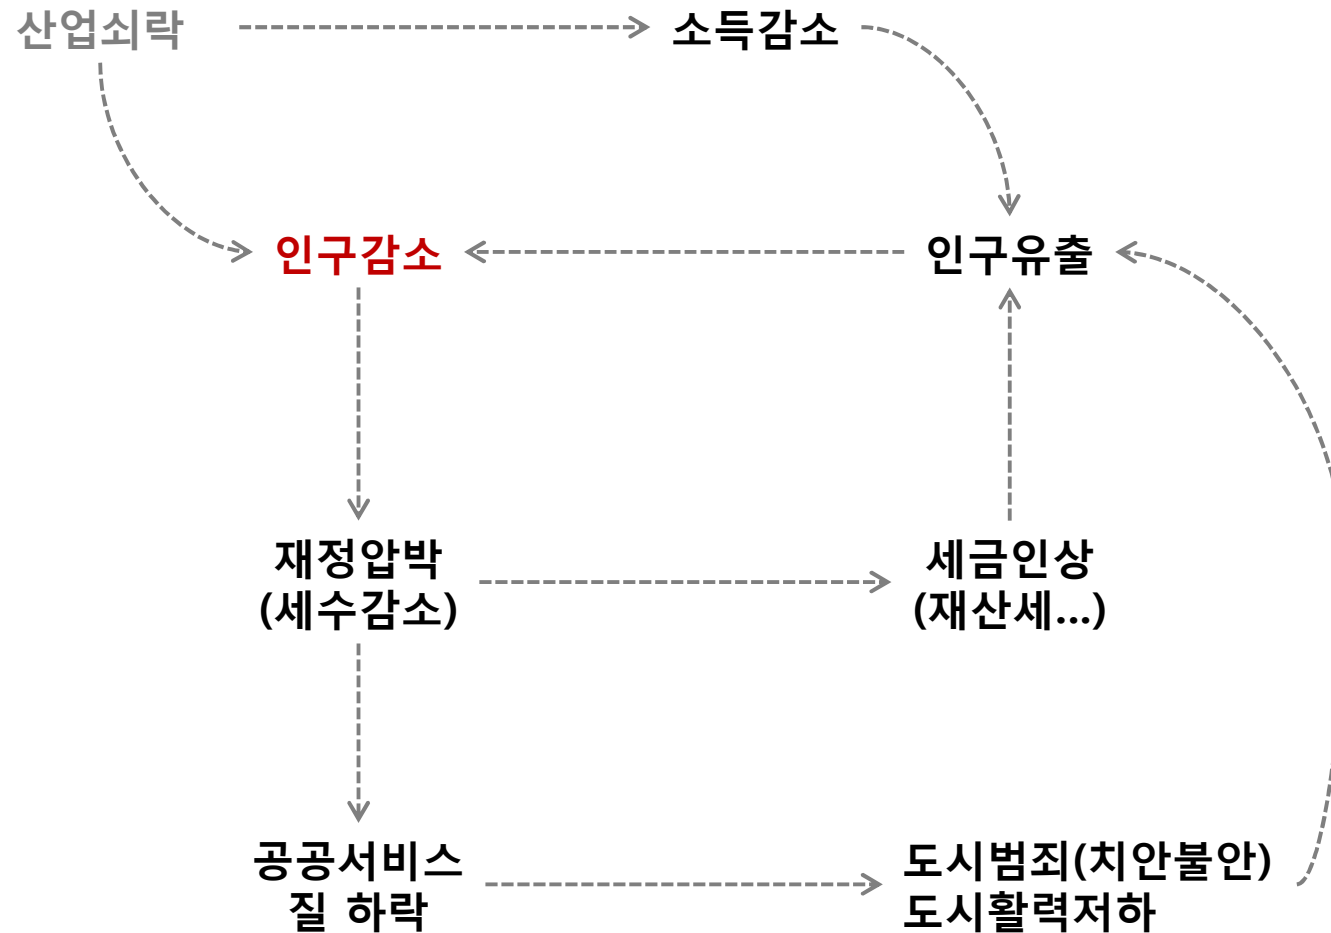 산업쇠락
소득감소
인구감소
인구유출
재정압박
(세수감소)
세금인상
(재산세...)
공공서비스
질 하락
도시범죄(치안불안)
도시활력저하